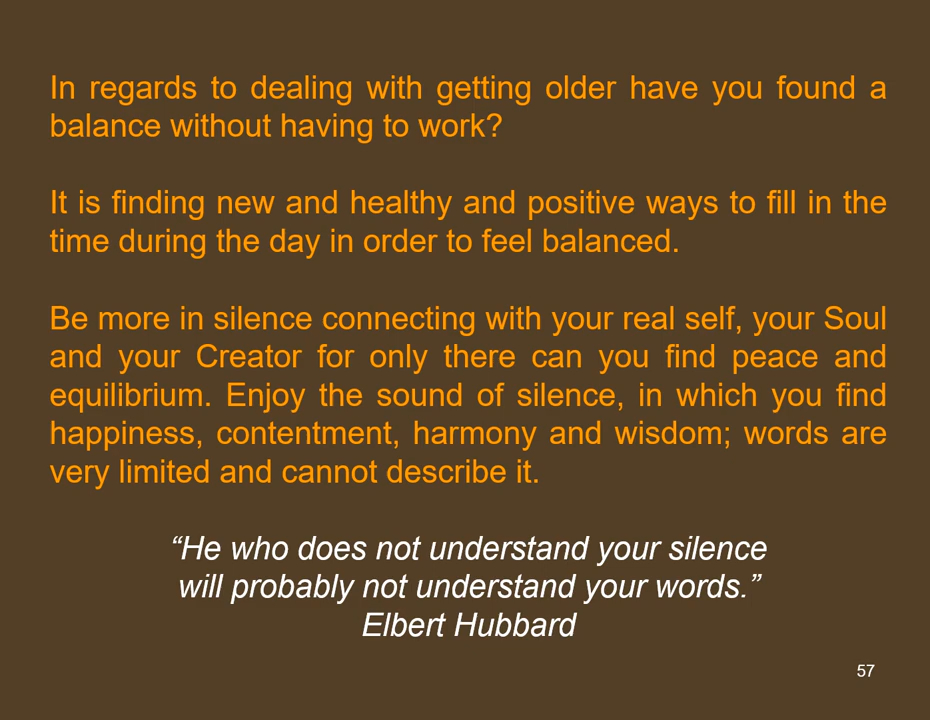 In regards to dealing with getting older have you found a
balance without having to work?
It is finding new and healthy and positive ways to fill in the
time during the day in order to feel balanced.
Be more in silence connecting with your real self, your Soul
and your Creator for only there can you find peace and
equilibrium. Enjoy the sound of silence, in which you find
happiness, contentment, harmony and wisdom; words are
very limited and cannot describe it.
“He who does not understand your silence
will probably not understand your words.”
Elbert Hubbard
57